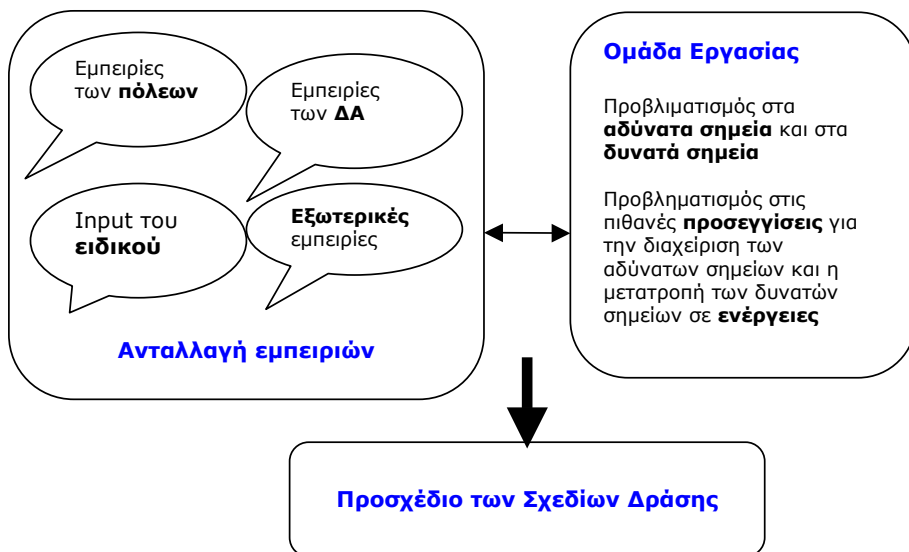 Εμπειρίες
των πόλεων
Εμπειρίες
των ΔΑ
Input του
ειδικού
Εξωτερικές
εμπειρίες
Ανταλλαγή εμπειριών
Ομάδα Εργασίας
Προβλιματισμός στα
αδύνατα σημεία και στα
δυνατά σημεία
Προβληματισμός στις
πιθανές προσεγγίσεις για
την διαχείριση των
αδύνατων σημείων και η
μετατροπή των δυνατών
σημείων σε ενέργειες
Προσχέδιο των Σχεδίων Δράσης